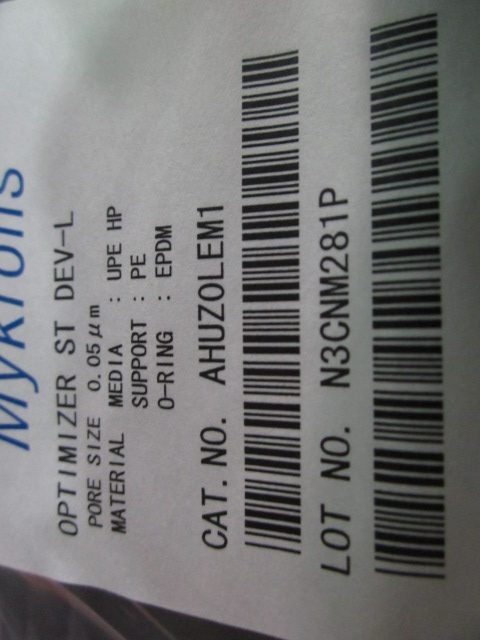 Mykrolis
OPTIMIZER ST DEV-L
PORE SIZE 0.05μm
MATERIAL MEDIA : UPE HP
SUPPORT : PE
O-RING : EPDM
CAT.NO. AHUZOLEM1
LOT NO. N3CNM281P